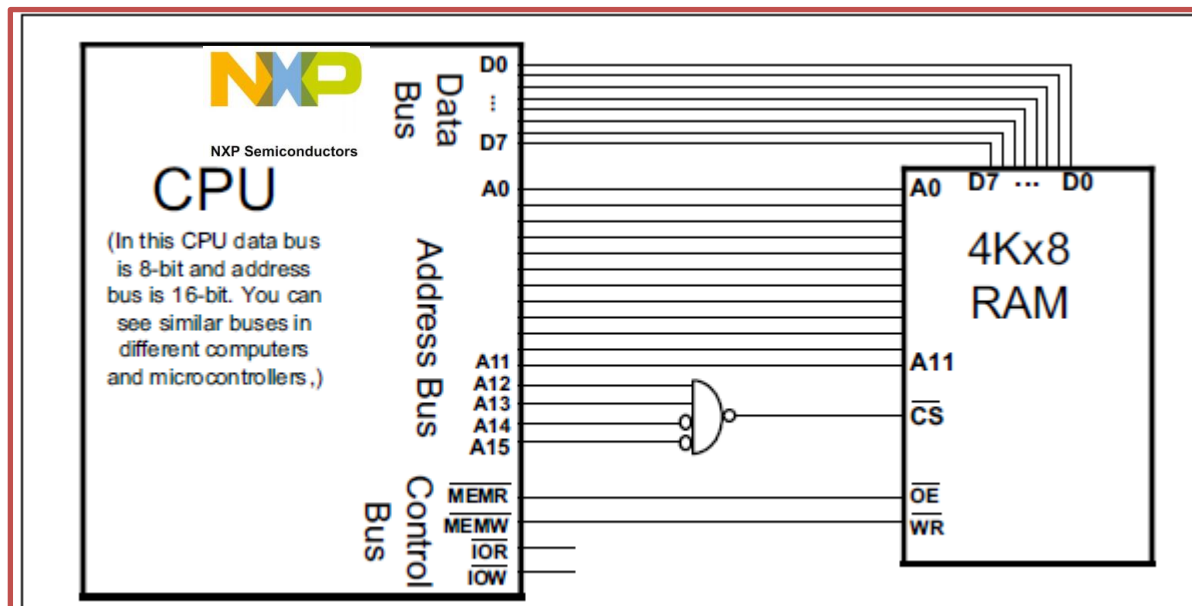 NXP
NXP Semiconductors
CPU
(In this CPU data bus
is 8-bit and address
bus is 16-bit. You can
see similar buses in
different computers
and microcontrollers,)
Data
Bus
D0
...
D7
Address Bus
A0
A11
A12
A13
A14
A15
Control
Bus
MEMR
MEMW
IOR
IOW
D7 ... D0
A0
4Kx8
RAM
A11
CS
OE
WR